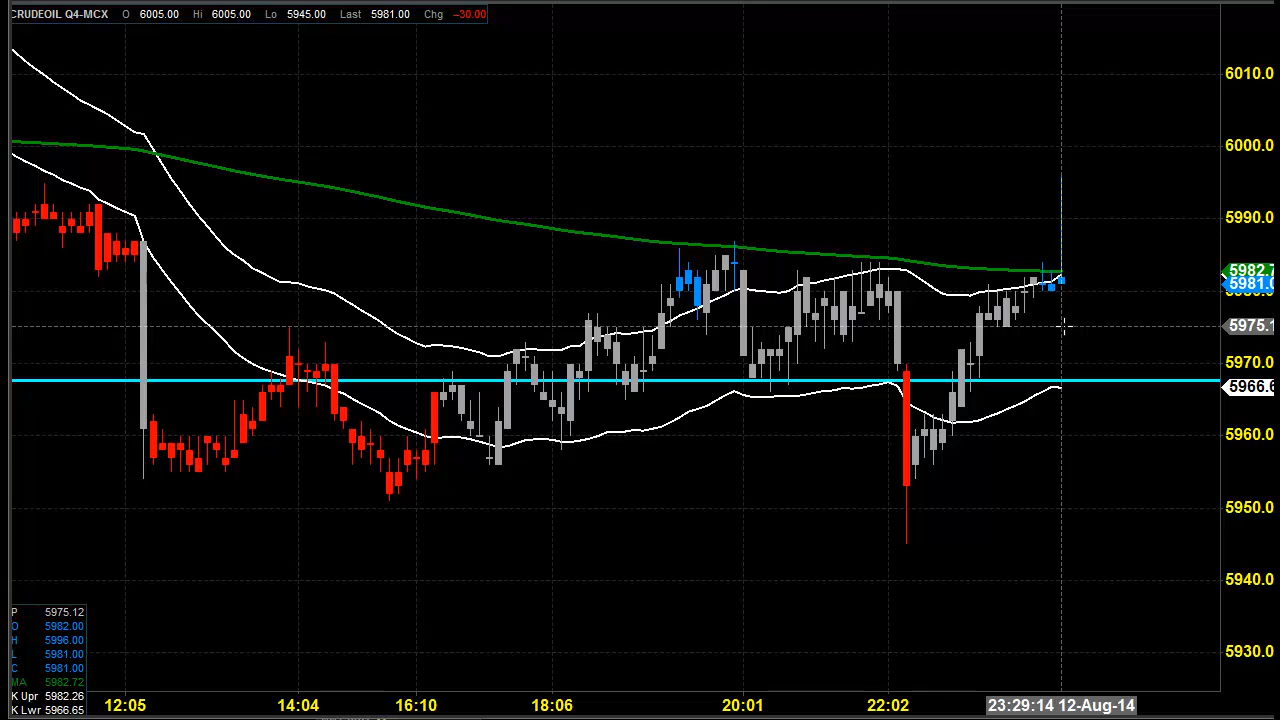 CRUDEOIL Q4-MCX O 6005.00 Hi 6005.00 Lo 5945.00 Last 5981.00 Chg -30.00
6010.0
6000.0
5990.0
5982.7
5981.0
5975.1
5970.0
5966.6
5960.0
5950.0
5940.0
5930.0
P 5975.12
O 5982.00
H 5996.00
L 5981.00
C 5981.00
MA 5982.72
K Upr 5982.26
K Lwr 5966.65
12:05 14:04 16:10 18:06 20:01 22:02 23:29:14 12-Aug-14